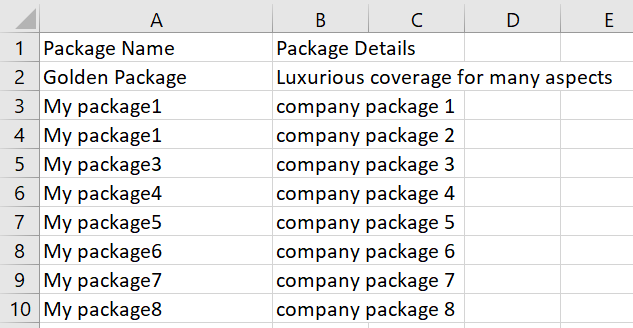 A B C D E
1 Package Name Package Details
2 Golden Package Luxurious coverage for many aspects
3 My package1 company package 1
4 My package1 company package 2
5 My package3 company package 3
6 My package4 company package 4
7 My package5 company package 5
8 My package6 company package 6
9 My package7 company package 7
10 My package8 company package 8